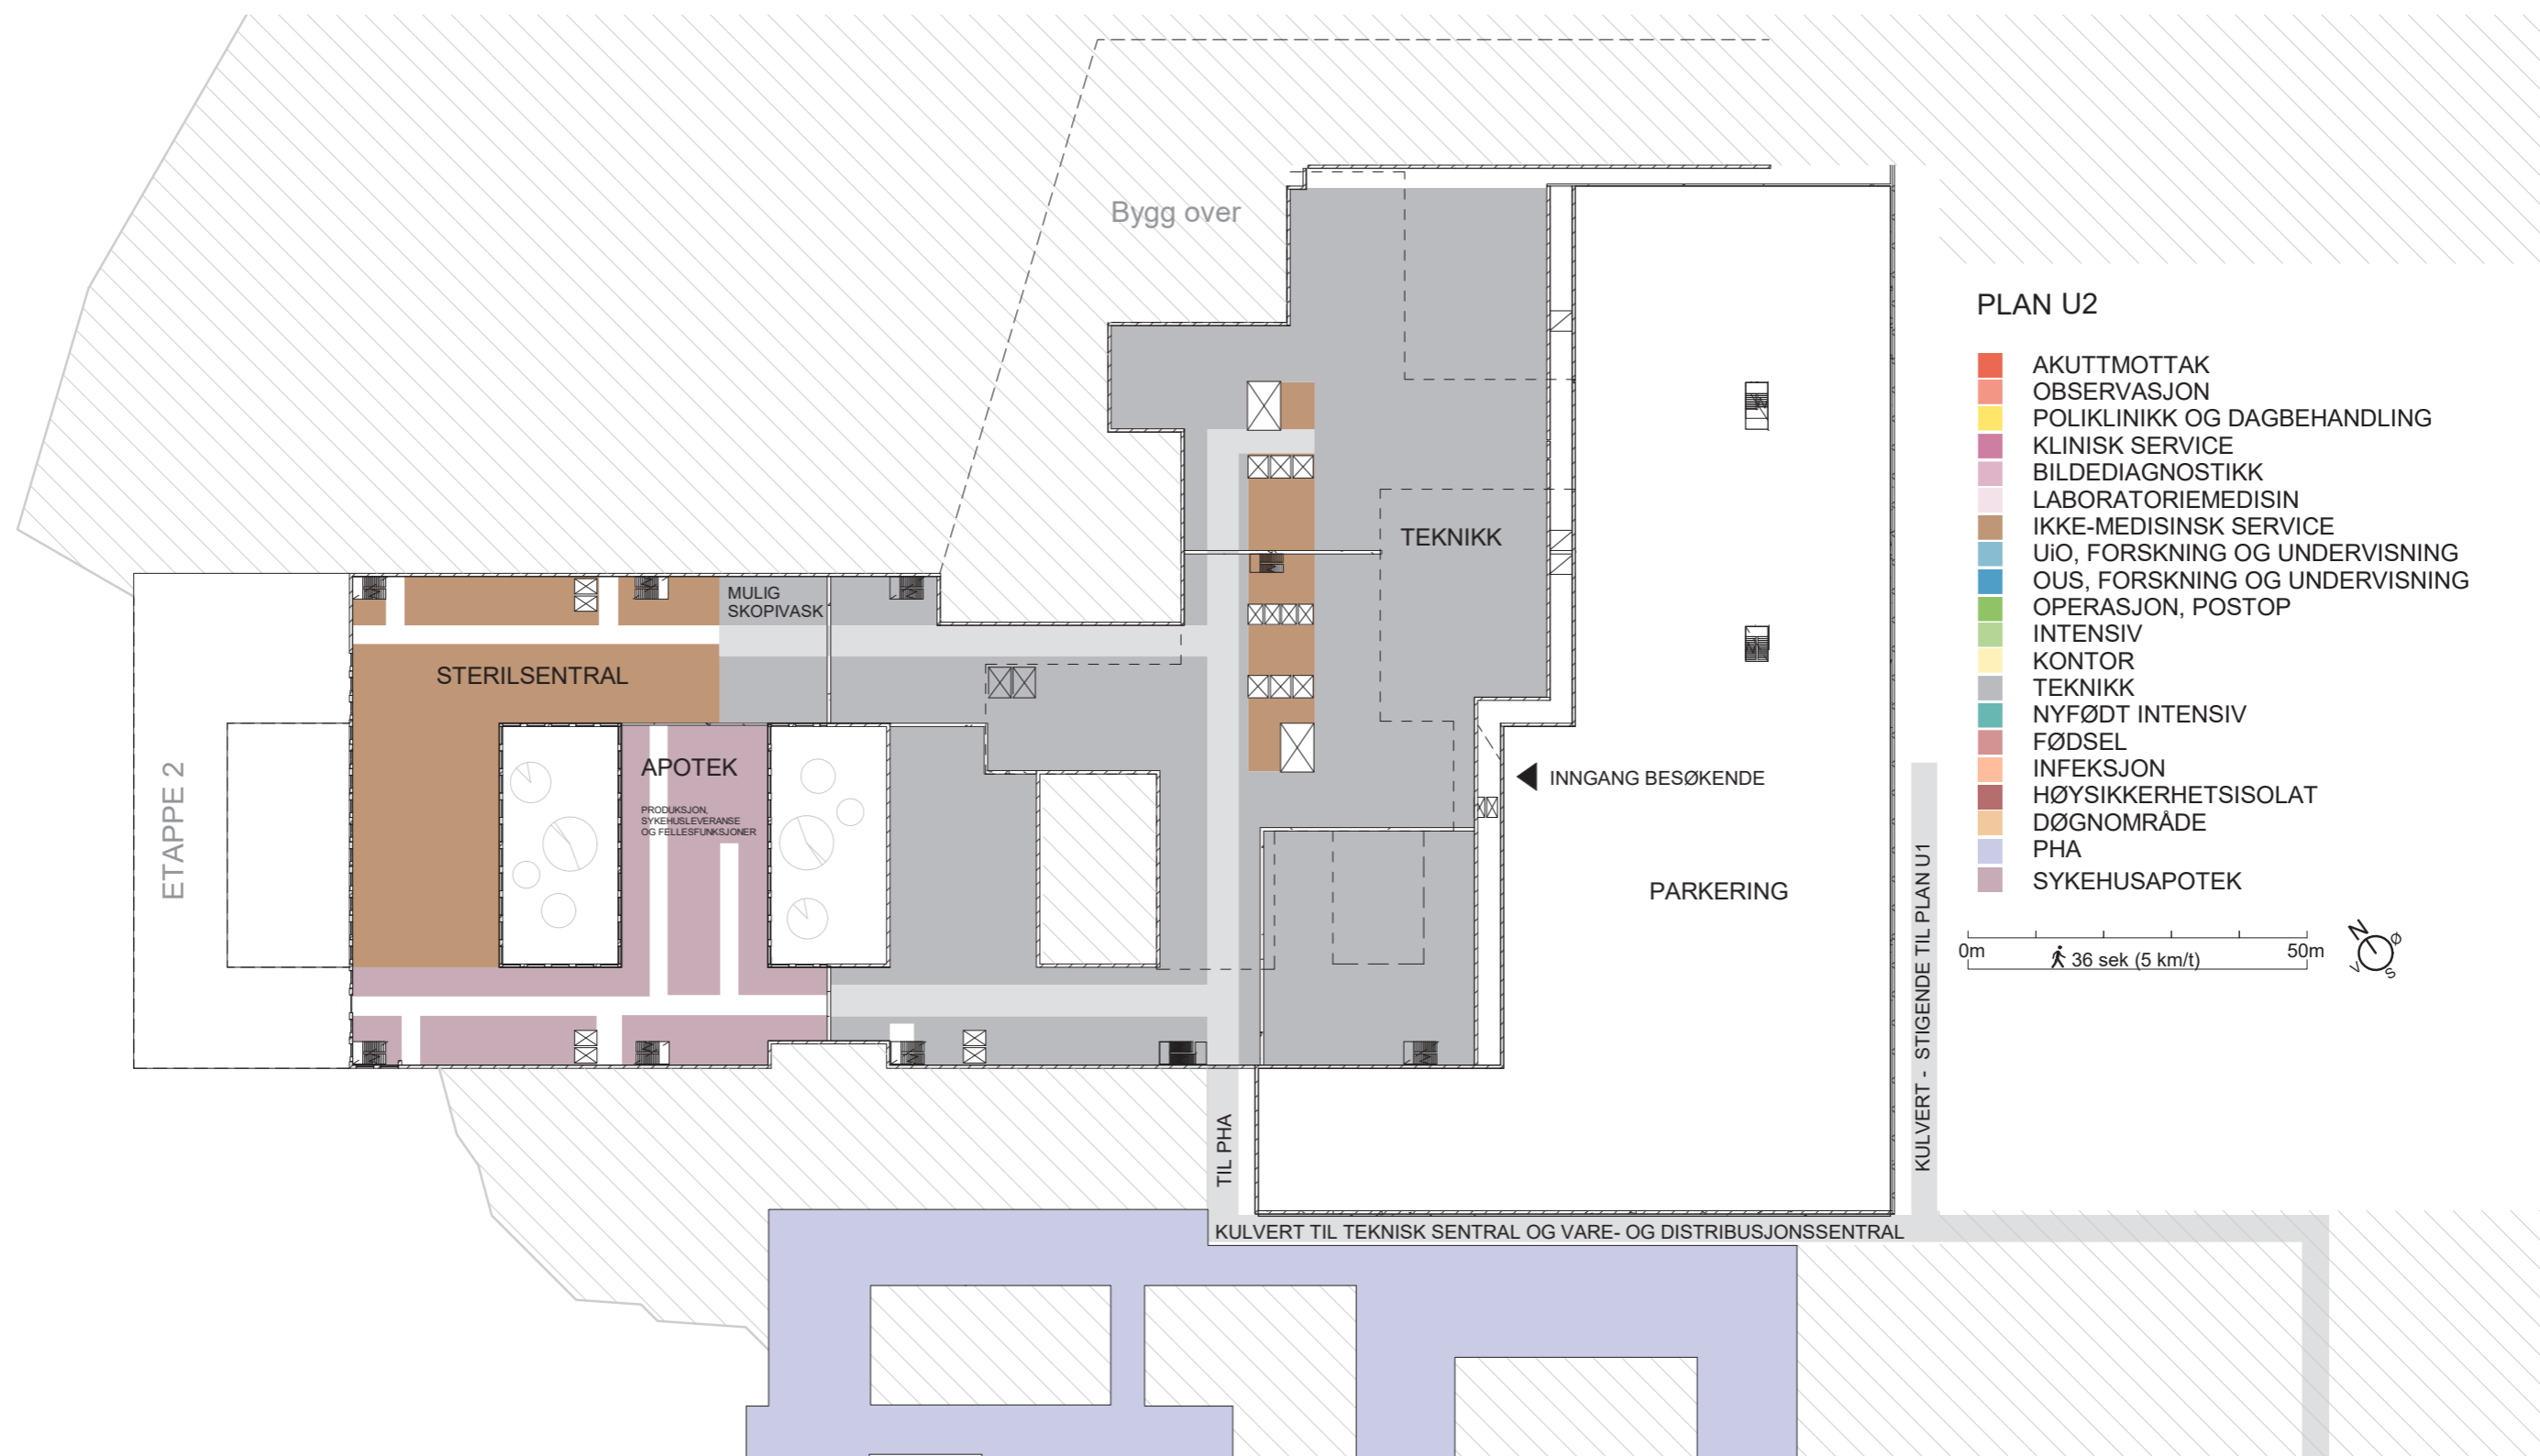 Bygg over
PLAN U2
AKUTTMOTTAK
OBSERVASJON
POLIKLINIKK OG DAGBEHANDLING
KLINISK SERVICE
BILDEDIAGNOSTIKK
LABORATORIEMEDISIN
IKKE-MEDISINSK SERVICE
UiO, FORSKNING OG UNDERVISNING
OUS, FORSKNING OG UNDERVISNING
OPERASJON, POSTOP
INTENSIV
KONTOR
TEKNIKK
NYFØDT INTENSIV
FØDSEL
INFEKSJON
HØYSIKKERHETSISOLAT
DØGNOMRÅDE
PHA
SYKEHUSAPOTEK
0m
36 sek (5 km/t)
50m
N
Ø
V
S
TEKNIKK
MULIG
SKOPIVASK
STERILSENTRAL
APOTEK
PRODUKSJON,
SYKEHUSLEVERANSE
OG FELLESFUNKSJONER
ETAPPE 2
INNGANG BESØKENDE
PARKERING
KULVERT - STIGENDE TIL PLAN U1
TIL PHA
KULVERT TIL TEKNISK SENTRAL OG VARE- OG DISTRIBUSJONSSENTRAL